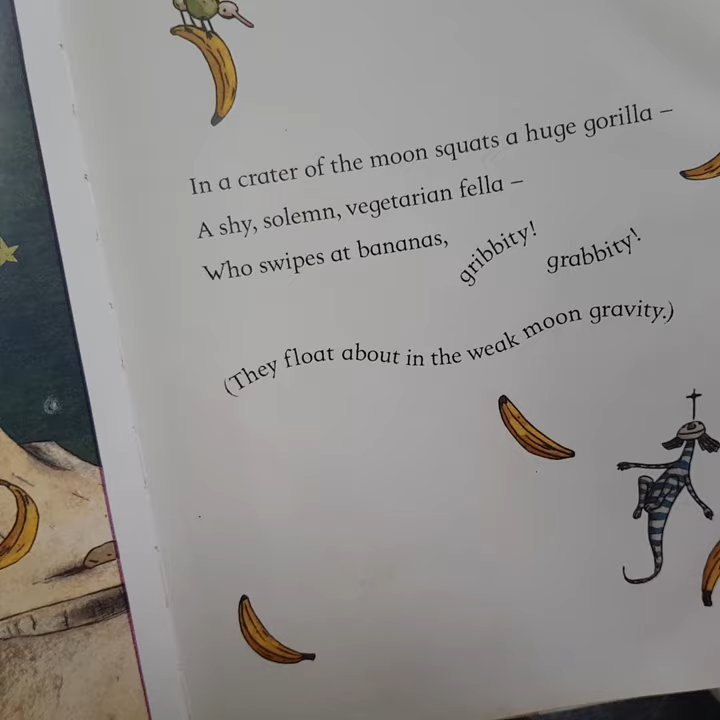 In a crater of the moon squats a huge gorilla –
A shy, solemn, vegetarian fella –
Who swipes at bananas, gribbity! grabbity!
(They float about in the weak moon gravity.)